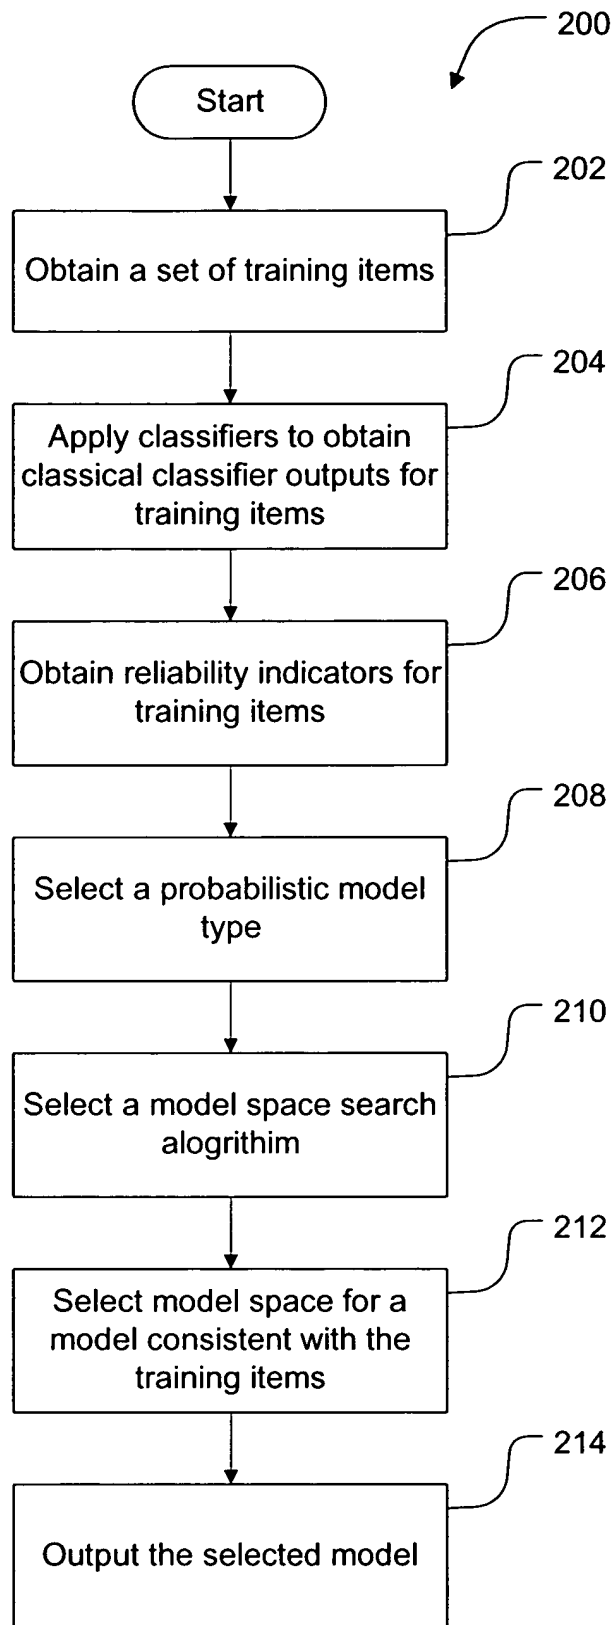 200
Start
202
Obtain a set of training items
204
Apply classifiers to obtain
classical classifier outputs for
training items
206
Obtain reliability indicators for
training items
208
Select a probabilistic model
type
210
Select a model space search
alogrithim
212
Select model space for a
model consistent with the
training items
214
Output the selected model